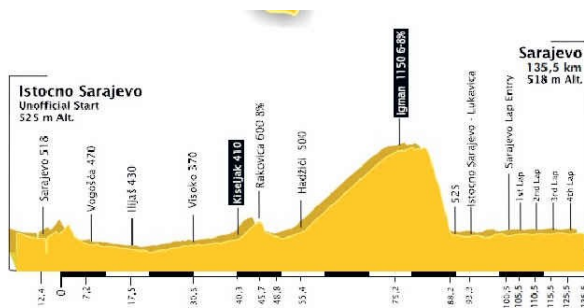 Istocno Sarajevo
Unofficial Start
525 m Alt.
Sarajevo 518
Vogošda 470
Ilijaš 430
Visoko 370
Kiseljak 410
Rakovica 600 8%
Hadžići 500
Igman 1150 6-8%
525
Istocno Sarajevo - Lukavica
Sarajevo Lap Entry
1st Lap
2nd Lap
3rd Lap
4th Lap
Sarajevo
135,5 km
518 m Alt.
12,4
0
7,2
17,5
30,5
40,3
45,7
48,8
55,4
75,2
88,2
93,3
100,5
105,5
110,5
115,5
125,5